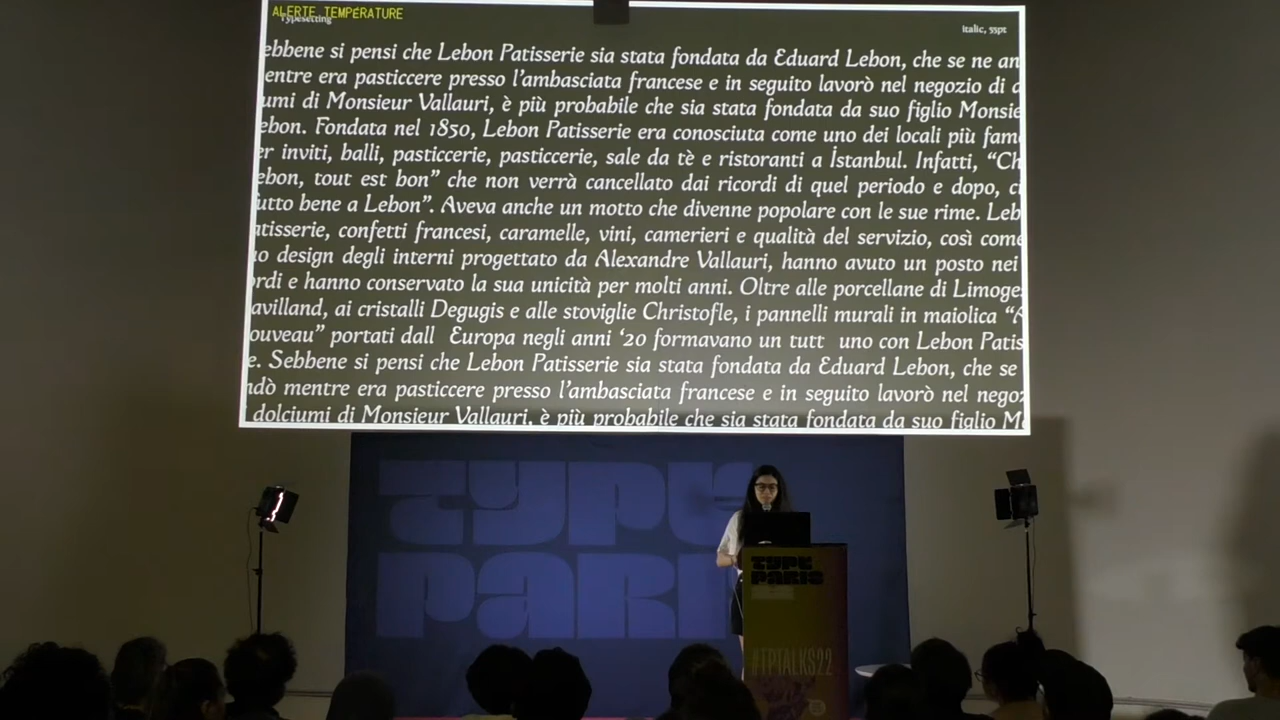 ALERTE TEMPÉRATURE
Typesetting
Italic, 55pt
ebbene si pensi che Lebon Patisserie sia stata fondata da Eduard Lebon, che se ne an
entre era pasticcere presso l’ambasciata francese e in seguito lavorò nel negozio di d
umi di Monsieur Vallauri, è più probabile che sia stata fondata da suo figlio Monsie
ebon. Fondata nel 1850, Lebon Patisserie era conosciuta come uno dei locali più famo
er inviti, balli, pasticcerie, pasticcerie, sale da tè e ristoranti a İstanbul. Infatti, “Ch
ebon, tout est bon” che non verrà cancellato dai ricordi di quel periodo e dopo, ci
utto bene a Lebon”. Aveva anche un motto che divenne popolare con le sue rime. Leb
atisserie, confetti francesi, caramelle, vini, camerieri e qualità del servizio, così come
uo design degli interni progettato da Alexandre Vallauri, hanno avuto un posto nei
ordi e hanno conservato la sua unicità per molti anni. Oltre alle porcellane di Limoge
avilland, ai cristalli Degugis e alle stoviglie Christofle, i pannelli murali in maiolica “A
ouveau” portati dall Europa negli anni ‘20 formavano un tutt uno con Lebon Patis
e. Sebbene si pensi che Lebon Patisserie sia stata fondata da Eduard Lebon, che se
ndò mentre era pasticcere presso l’ambasciata francese e in seguito lavorò nel negoz
dolciumi di Monsieur Vallauri, è più probabile che sia stata fondata da suo figlio Mo
TYPE
PARIS
TYPE
PARIS
#TPTALKS22